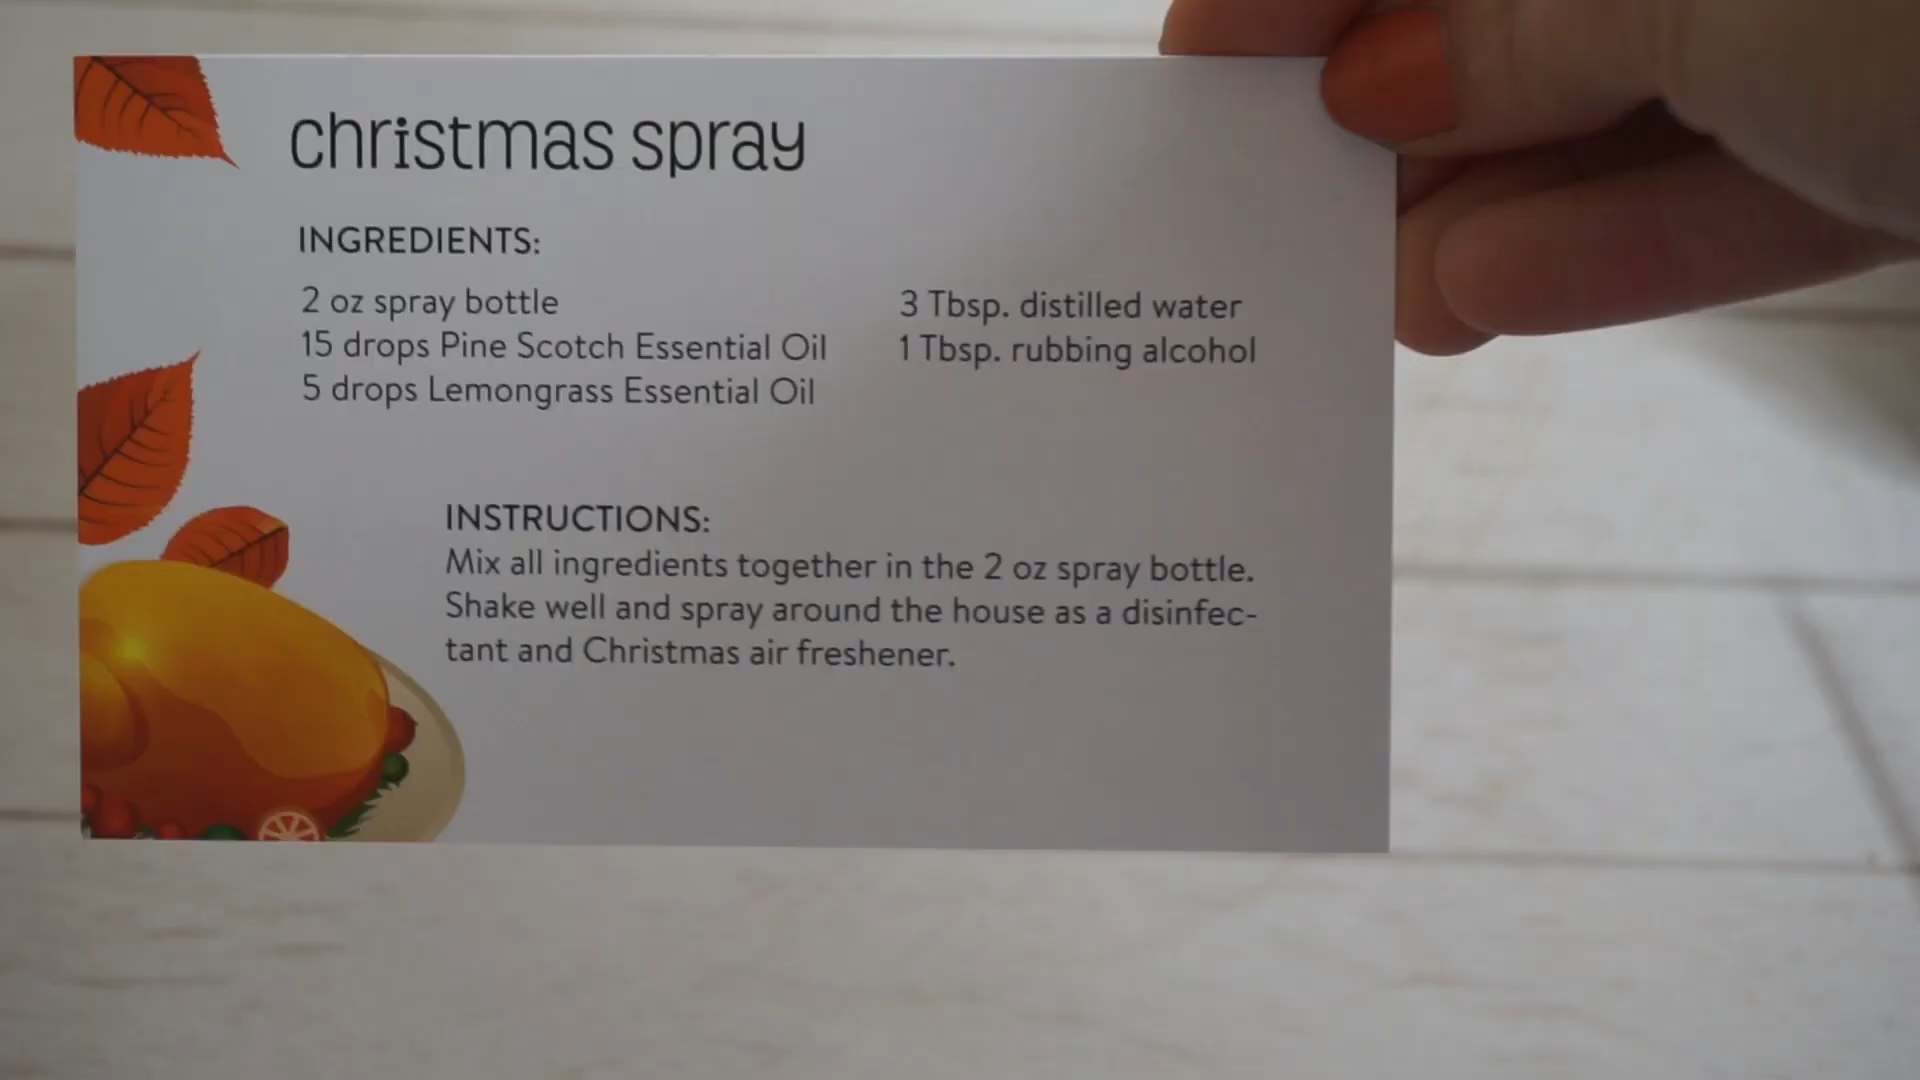 christmas spray
INGREDIENTS:
2 oz spray bottle
15 drops Pine Scotch Essential Oil
5 drops Lemongrass Essential Oil
3 Tbsp. distilled water
1 Tbsp. rubbing alcohol
INSTRUCTIONS:
Mix all ingredients together in the 2 oz spray bottle.
Shake well and spray around the house as a disinfec-
tant and Christmas air freshener.